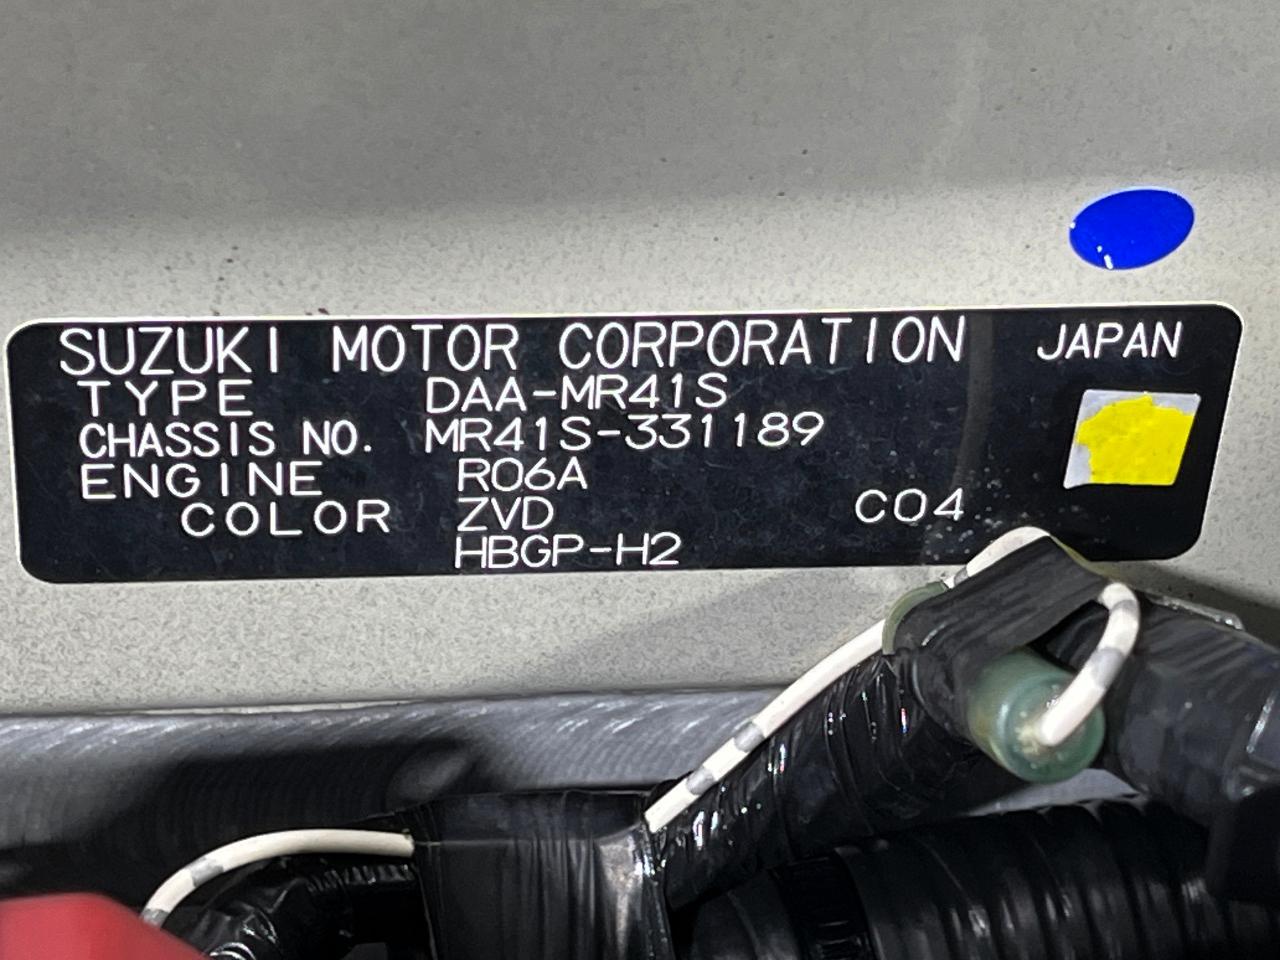 SUZUKI MOTOR CORPORATION JAPAN
TYPE DAA-MR41S
CHASSIS NO. MR41S-331189
ENGINE R06A
COLOR ZVD C04
HBGP-H2